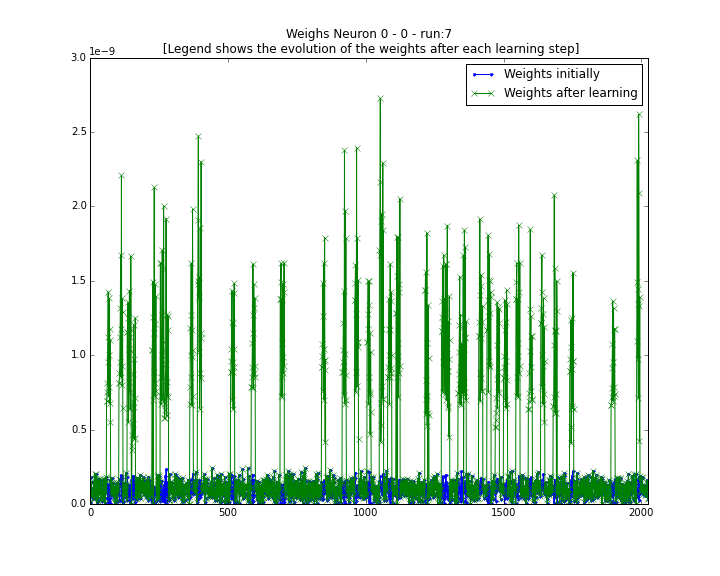 Weighs Neuron 0 - 0 - run:7
[Legend shows the evolution of the weights after each learning step]
1e−9
3.0
Weights initially
Weights after learning
2.5
2.0
1.5
1.0
0.5
0.0
0 500 1000 1500 2000